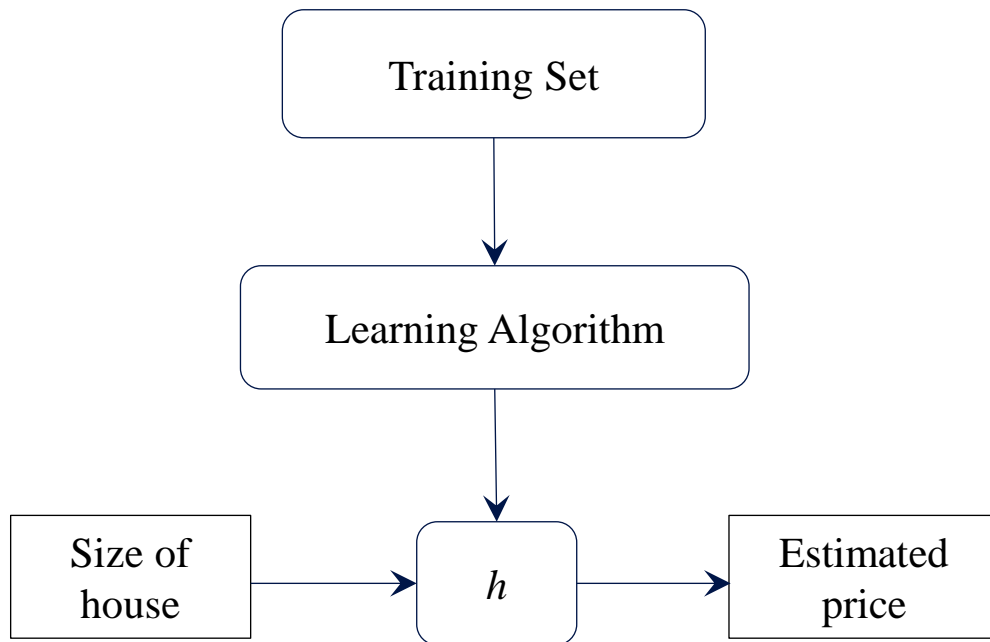 Training Set
Learning Algorithm
Size of
house
h
Estimated
price